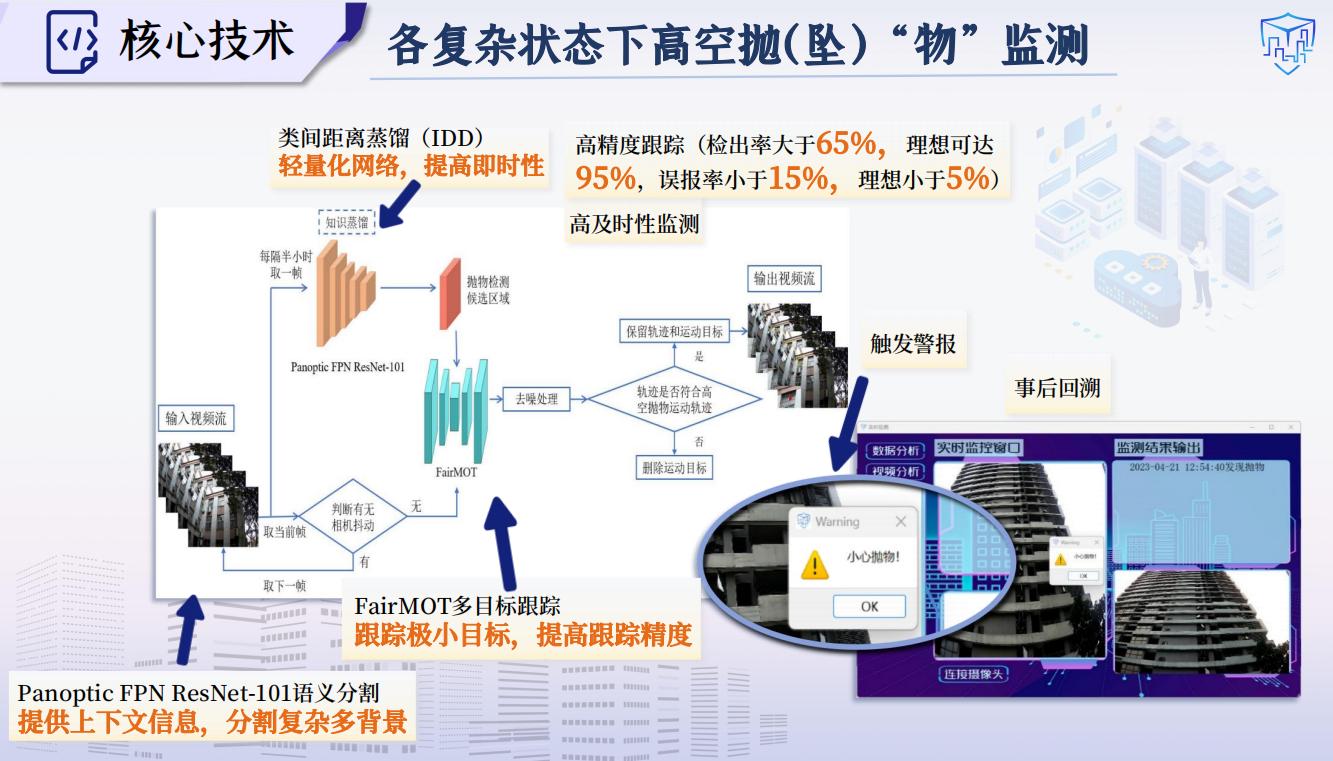 核心技术
各复杂状态下高空抛(坠)“物”监测
类间距离蒸馏（IDD）
轻量化网络，提高即时性
高精度跟踪（检出率大于65%，理想可达
95%，误报率小于15%，理想小于5%）
高及时性监测
知识蒸馏
每隔半小时
取一帧
抛物检测
候选区域
Panoptic FPN ResNet-101
输出视频流
保留轨迹和运动目标
是
轨迹是否符合高
空抛物运动轨迹
否
删除运动目标
去噪处理
FairMOT
输入视频流
取当前帧
判断有无
相机抖动
无
有
取下一帧
触发警报
事后回溯
实时监测
数据分析
视频分析
实时监控窗口
监测结果输出
2023-04-21 12:54:40发现抛物
Warning
小心抛物!
OK
Warning
小心抛物!
OK
连接摄像头
FairMOT多目标跟踪
跟踪极小目标，提高跟踪精度
Panoptic FPN ResNet-101语义分割
提供上下文信息，分割复杂多背景